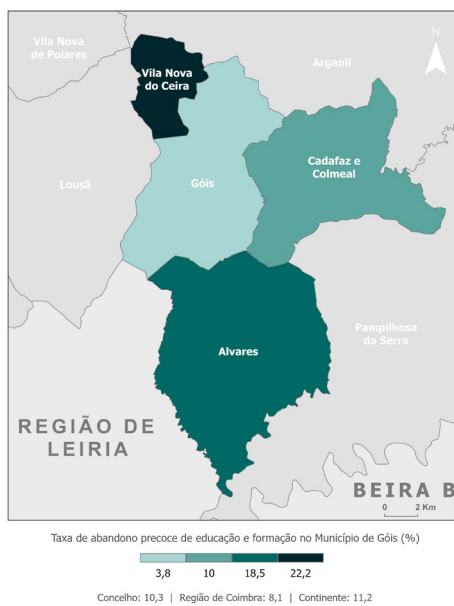 Vila Nova
de Poiares
N
Arganil
Vila Nova
do Ceira
Cadafaz e
Colmeal
Lousã
Góis
Pampilhosa
da Serra
Alvares
REGIÃO DE
LEIRIA
BEIRA B
0 2 Km
Taxa de abandono precoce de educação e formação no Município de Góis (%)
3,8 10 18,5 22,2
Concelho: 10,3 | Região de Coimbra: 8,1 | Continente: 11,2